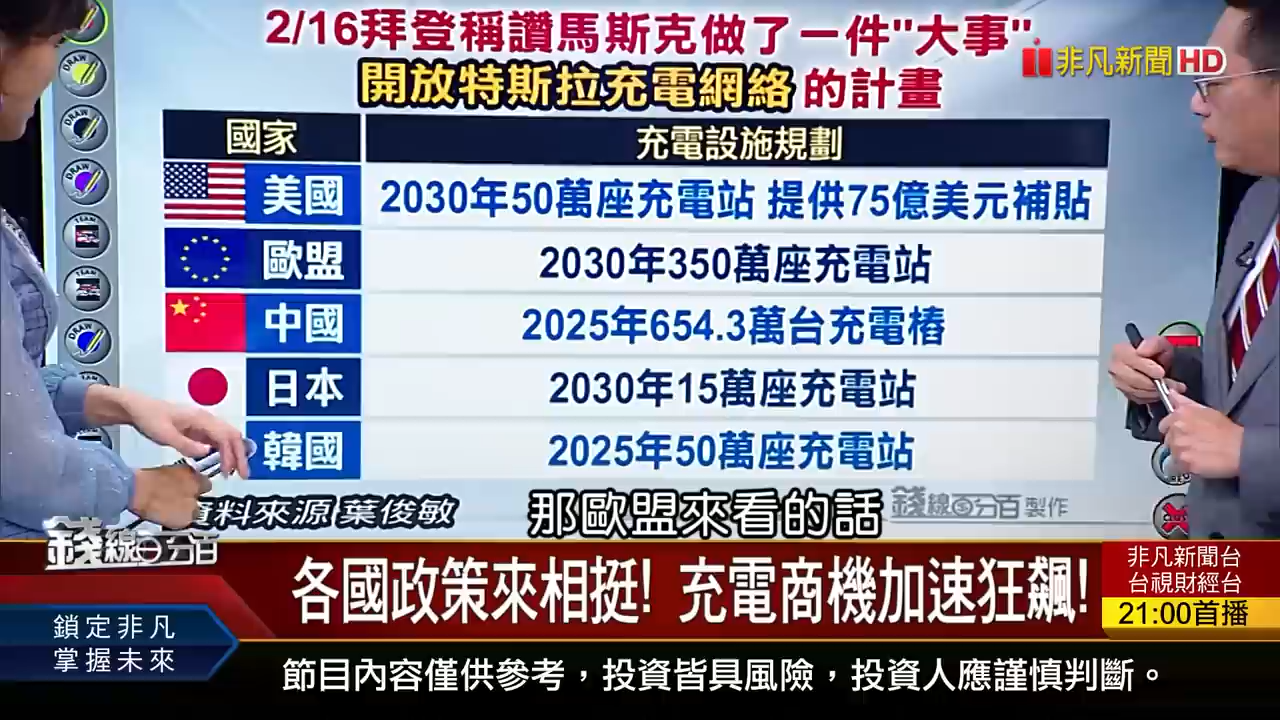 2/16拜登稱讚馬斯克做了一件"大事"
非凡新聞HD
開放特斯拉充電網絡的計畫
國家 充電設施規劃
美國 2030年50萬座充電站 提供75億美元補貼
歐盟 2030年350萬座充電站
中國 2025年654.3萬台充電樁
日本 2030年15萬座充電站
韓國 2025年50萬座充電站
資料來源 葉俊敏
那歐盟來看的話
錢線百分百 製作
錢線百分百
各國政策來相挺! 充電商機加速狂飆!
非凡新聞台
台視財經台
21:00首播
鎖定非凡
掌握未來
節目內容僅供參考，投資皆具風險，投資人應謹慎判斷。
DRAW
DRAW
DRAW
DRAW
TEAM
TEAM
DRAW